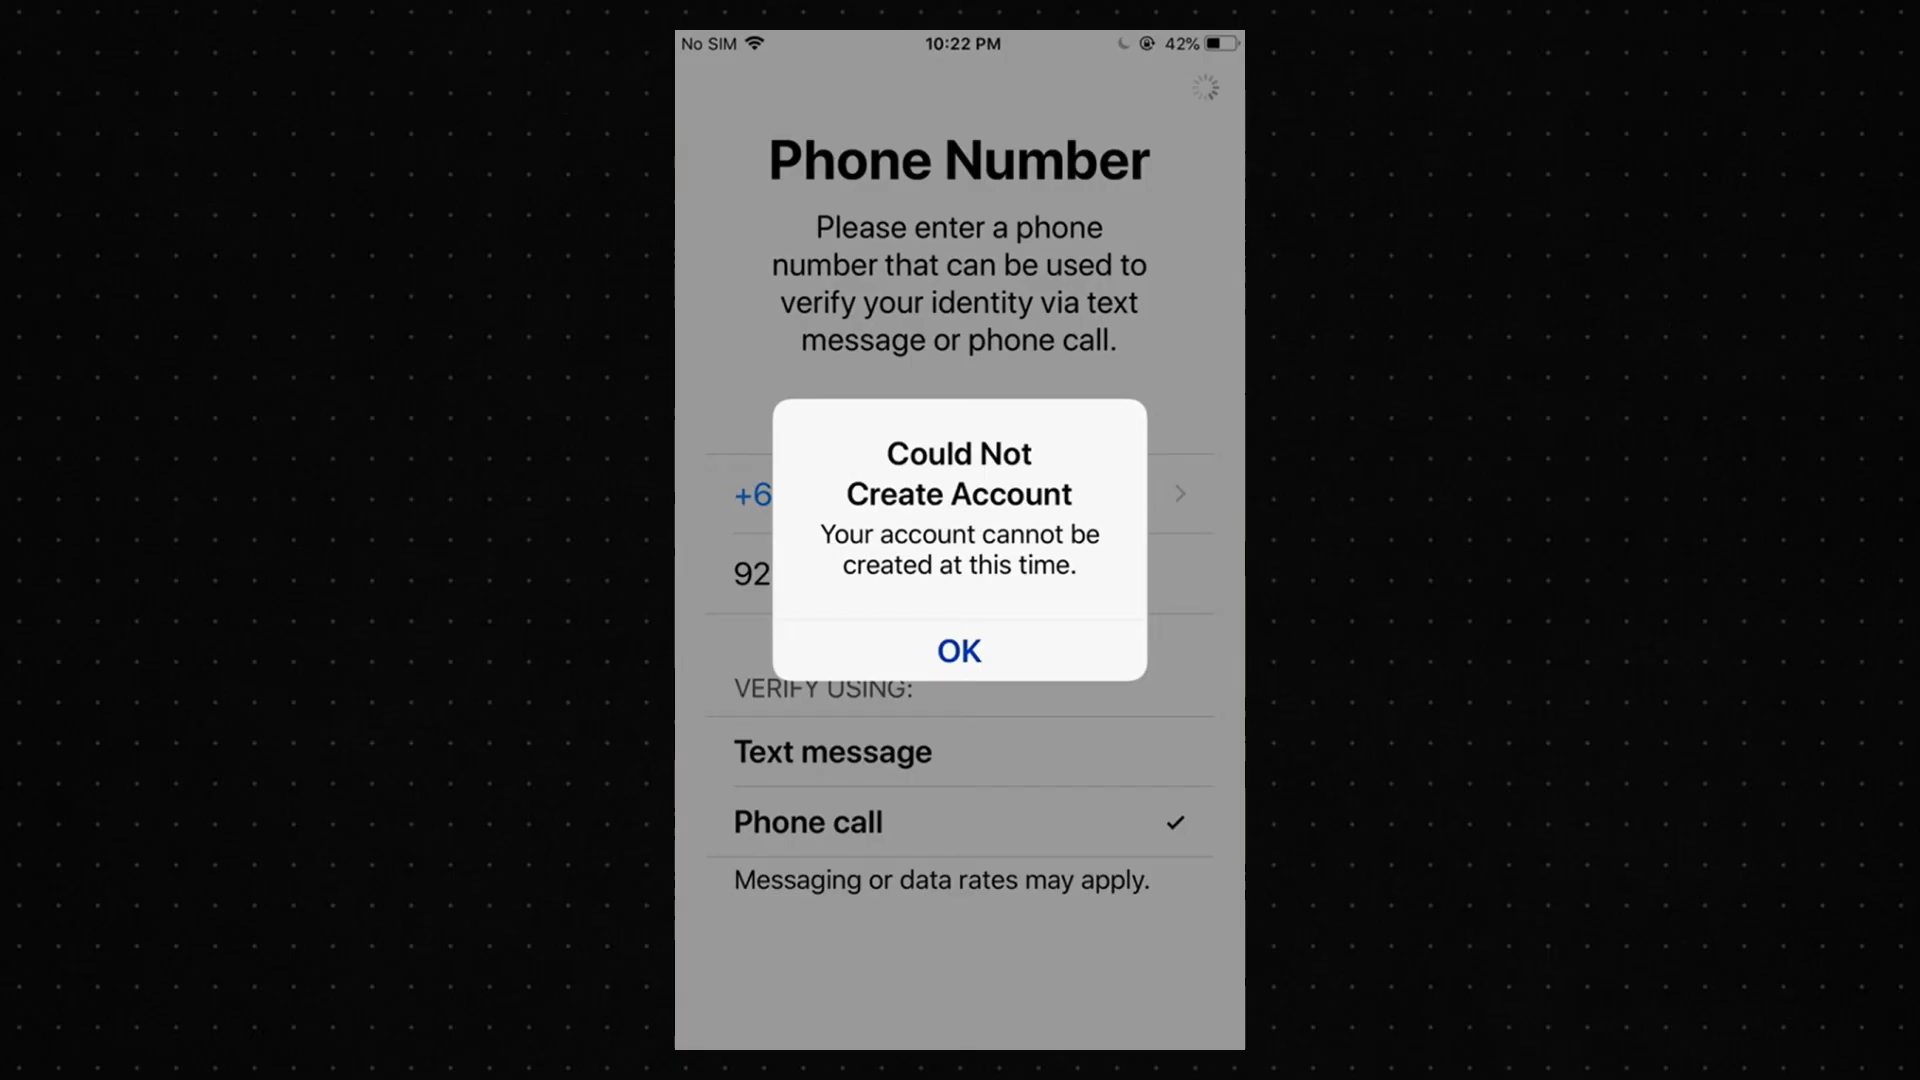 No SIM 10:22 PM 42%
Phone Number
Please enter a phone
number that can be used to
verify your identity via text
message or phone call.
Could Not
Create Account
Your account cannot be
created at this time.
+6
92
OK
VERIFY USING:
Text message
Phone call
Messaging or data rates may apply.